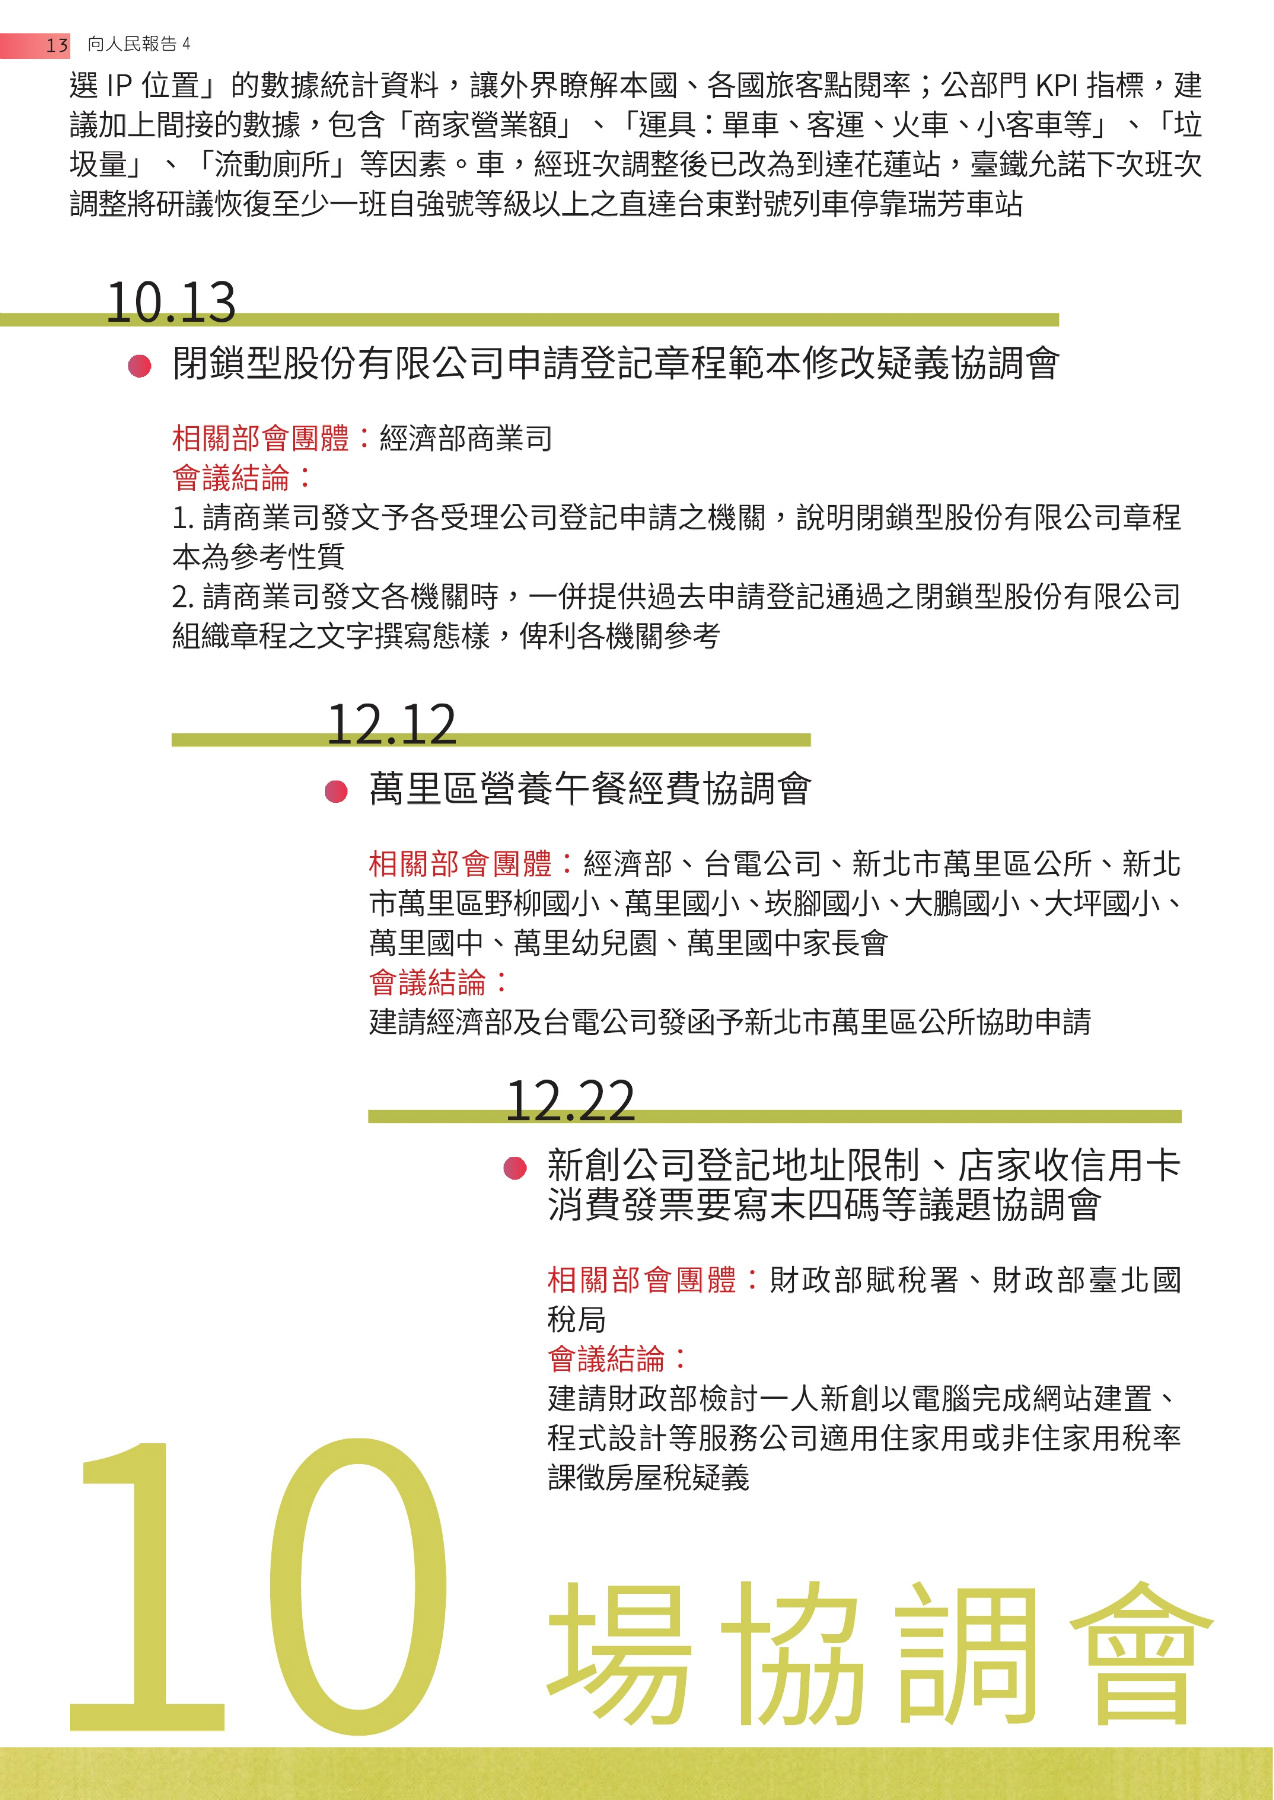 13 向人民報告 4
選 IP 位置」的數據統計資料，讓外界瞭解本國、各國旅客點閱率；公部門 KPI 指標，建
議加上間接的數據，包含「商家營業額」、「運具：單車、客運、火車、小客車等」、「垃
圾量」、「流動廁所」等因素。車，經班次調整後已改為到達花蓮站，臺鐵允諾下次班次
調整將研議恢復至少一班自強號等級以上之直達台東對號列車停靠瑞芳車站
10.13
閉鎖型股份有限公司申請登記章程範本修改疑義協調會
相關部會團體：經濟部商業司
會議結論：
1. 請商業司發文予各受理公司登記申請之機關，說明閉鎖型股份有限公司章程
本為參考性質
2. 請商業司發文各機關時，一併提供過去申請登記通過之閉鎖型股份有限公司
組織章程之文字撰寫態樣，俾利各機關參考
12.12
萬里區營養午餐經費協調會
相關部會團體：經濟部、台電公司、新北市萬里區公所、新北
市萬里區野柳國小、萬里國小、崁腳國小、大鵬國小、大坪國小、
萬里國中、萬里幼兒園、萬里國中家長會
會議結論：
建請經濟部及台電公司發函予新北市萬里區公所協助申請
12.22
新創公司登記地址限制、店家收信用卡
消費發票要寫末四碼等議題協調會
相關部會團體：財政部賦稅署、財政部臺北國
稅局
會議結論：
建請財政部檢討一人新創以電腦完成網站建置、
程式設計等服務公司適用住家用或非住家用稅率
課徵房屋稅疑義
10 場協調會